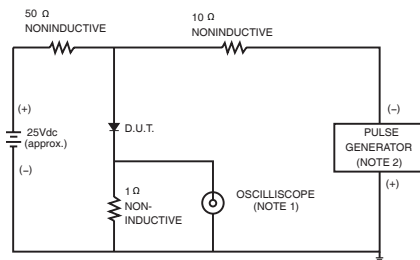 50 Ω
NONINDUCTIVE
10 Ω
NONINDUCTIVE
(+)
25Vdc
(approx.)
(−)
D.U.T.
1 Ω
NON-
INDUCTIVE
OSCILLISCOPE
(NOTE 1)
(−)
PULSE
GENERATOR
(NOTE 2)
(+)